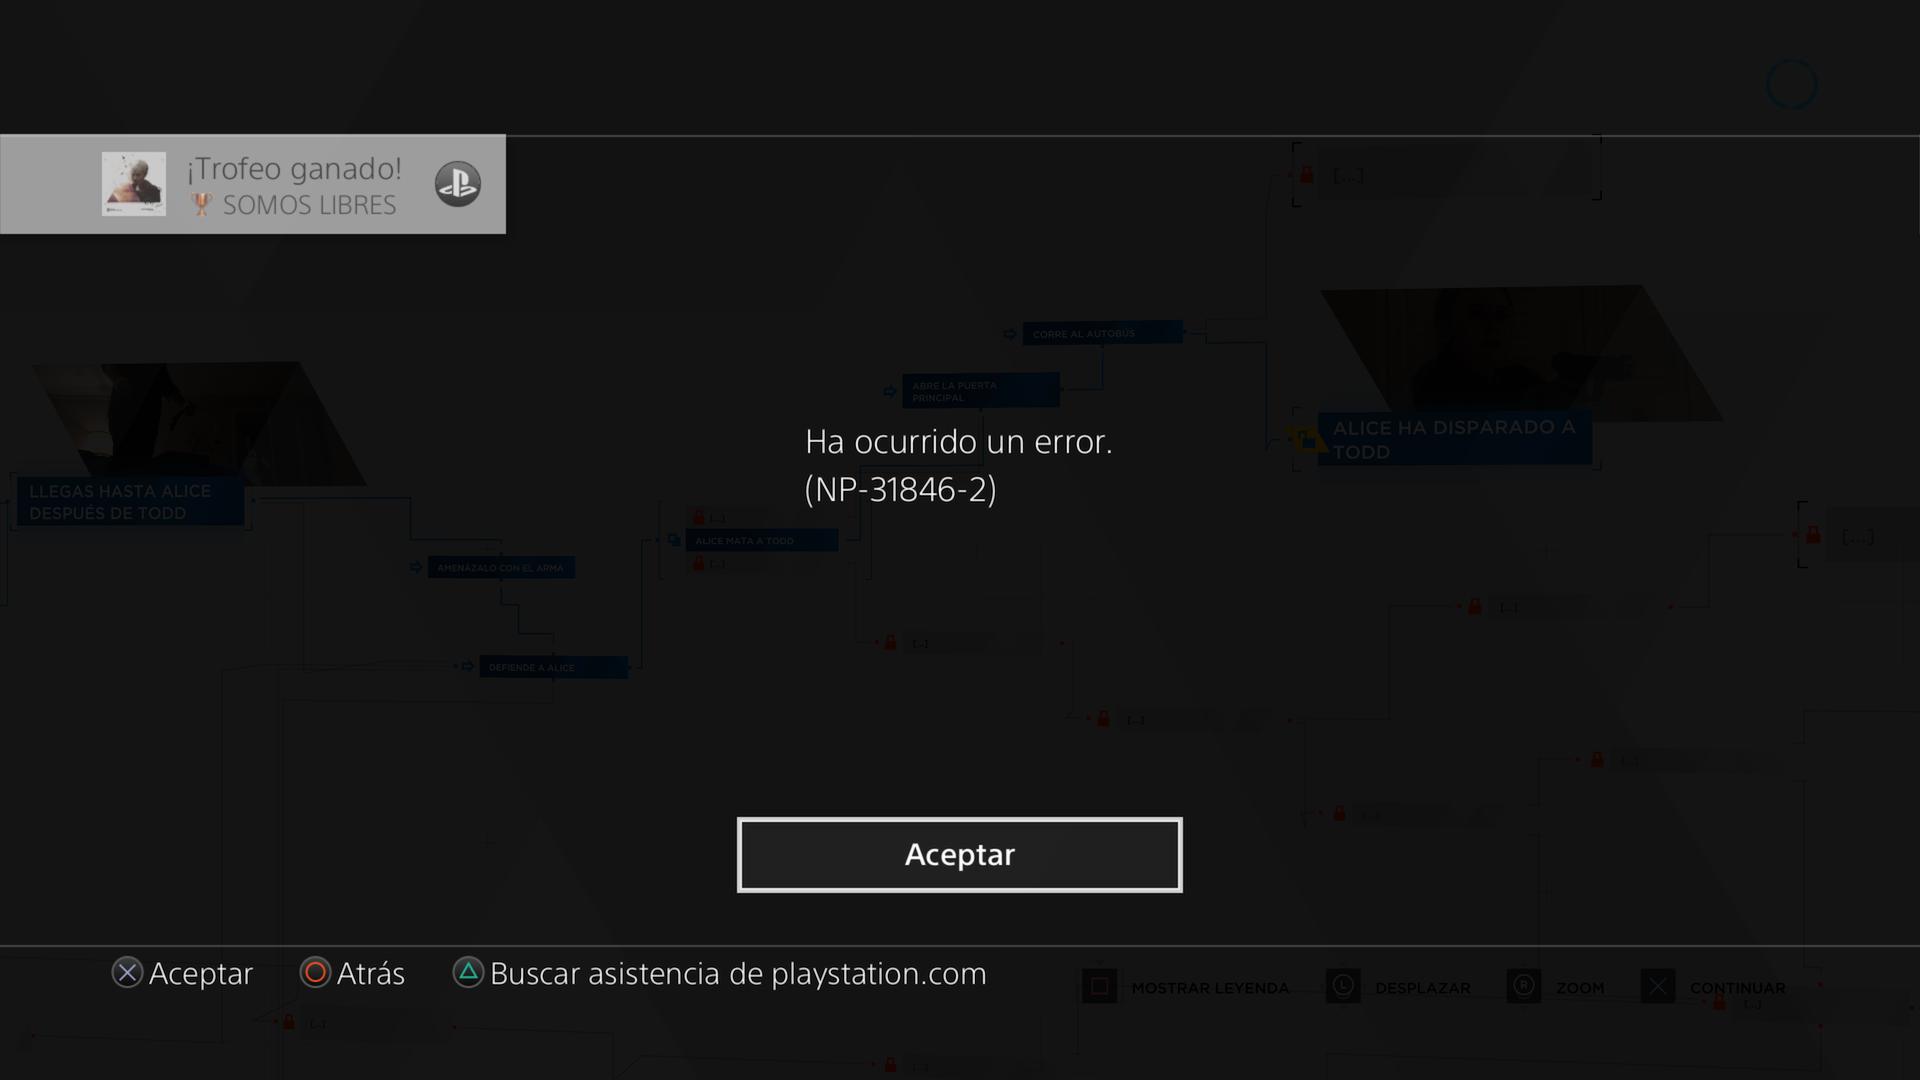 ¡Trofeo ganado!
SOMOS LIBRES
[...]
CORRE AL AUTOBÚS
ABRE LA PUERTA
PRINCIPAL
ALICE HA DISPARADO A
TODD
Ha ocurrido un error.
(NP-31846-2)
LLEGAS HASTA ALICE
DESPUÉS DE TODD
[...]
ALICE MATA A TODD
[...]
[...]
AMENÁZALO CON EL ARMA
[...]
[...]
DEFIENDE A ALICE
[...]
[...]
[...]
Aceptar
Aceptar
Atrás
Buscar asistencia de playstation.com
MOSTRAR LEYENDA
L
DESPLAZAR
R
ZOOM
CONTINUAR
[...]
[...]